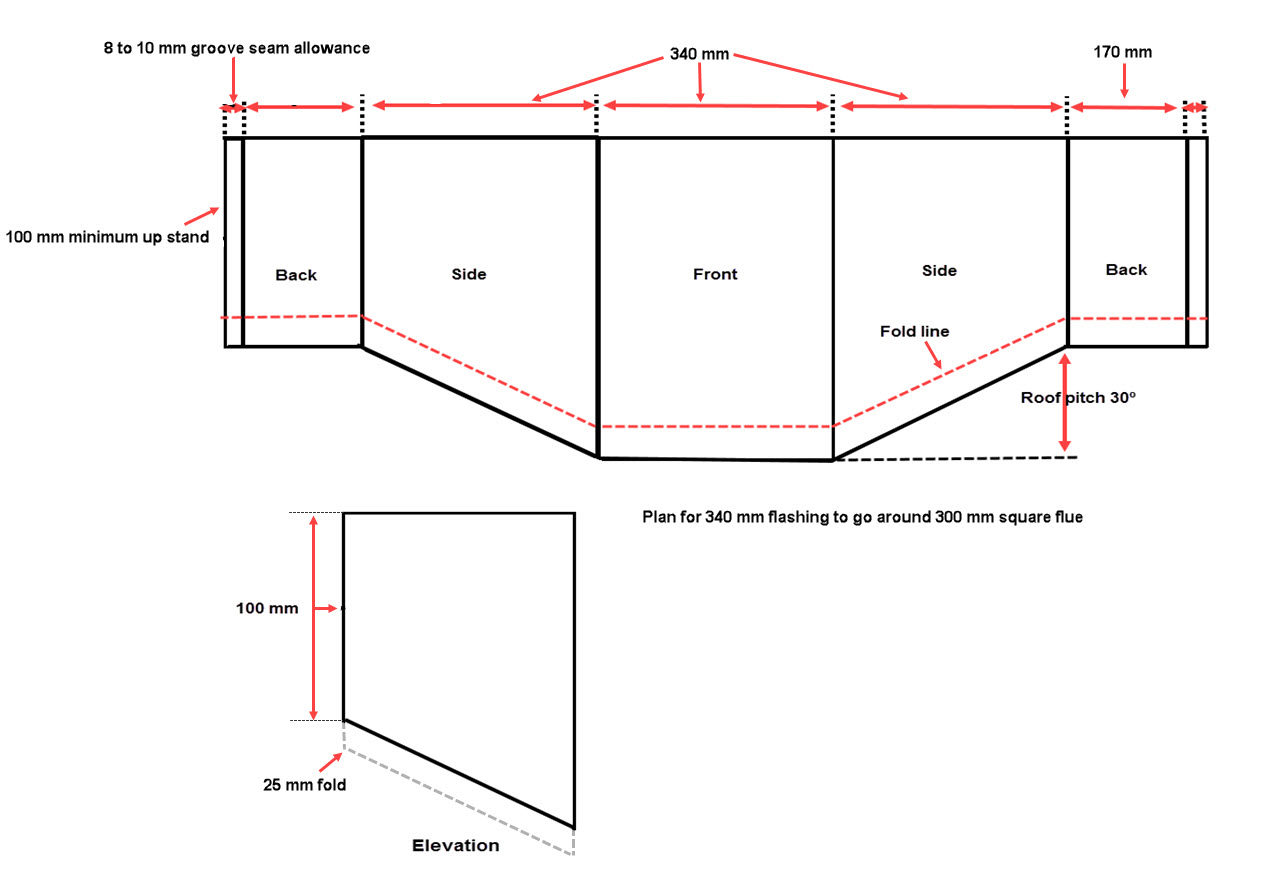 8 to 10 mm groove seam allowance
340 mm
170 mm
100 mm minimum up stand
Back
Side
Front
Side
Back
Fold line
Roof pitch 30º
Plan for 340 mm flashing to go around 300 mm square flue
100 mm
25 mm fold
Elevation